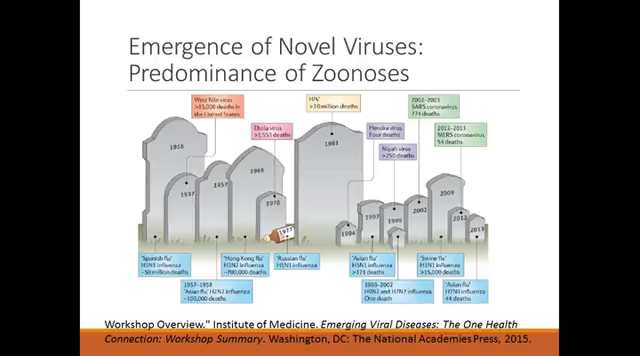 Emergence of Novel Viruses:
Predominance of Zoonoses
West Nile virus
>15,000 deaths in
the United States
Ebola virus
>1,553 deaths
HIV
>30 million deaths
Hendra virus
Four deaths
Nipah virus
>250 deaths
2002–2003
SARS coronavirus
774 deaths
2012–2013
MERS coronavirus
54 deaths
1918
1937
1957
1968
1976
1977
1981
1994
1997
1999
2002
2009
2012
2013
'Spanish flu'
H1N1 influenza
~50 million deaths
1957–1958
'Asian flu' H2N2 influenza
~100,000 deaths
'Hong Kong flu'
H3N2 influenza
~700,000 deaths
'Russian flu'
H1N1 influenza
'Avian flu'
H5N1 influenza
>371 deaths
1999–2002
H9N2 and H7N7 influenza
One death
'Swine flu'
H1N1 influenza
>15,000 deaths
'Avian flu'
H7N9 influenza
44 deaths
Workshop Overview." Institute of Medicine. Emerging Viral Diseases: The One Health
Connection: Workshop Summary. Washington, DC: The National Academies Press, 2015.